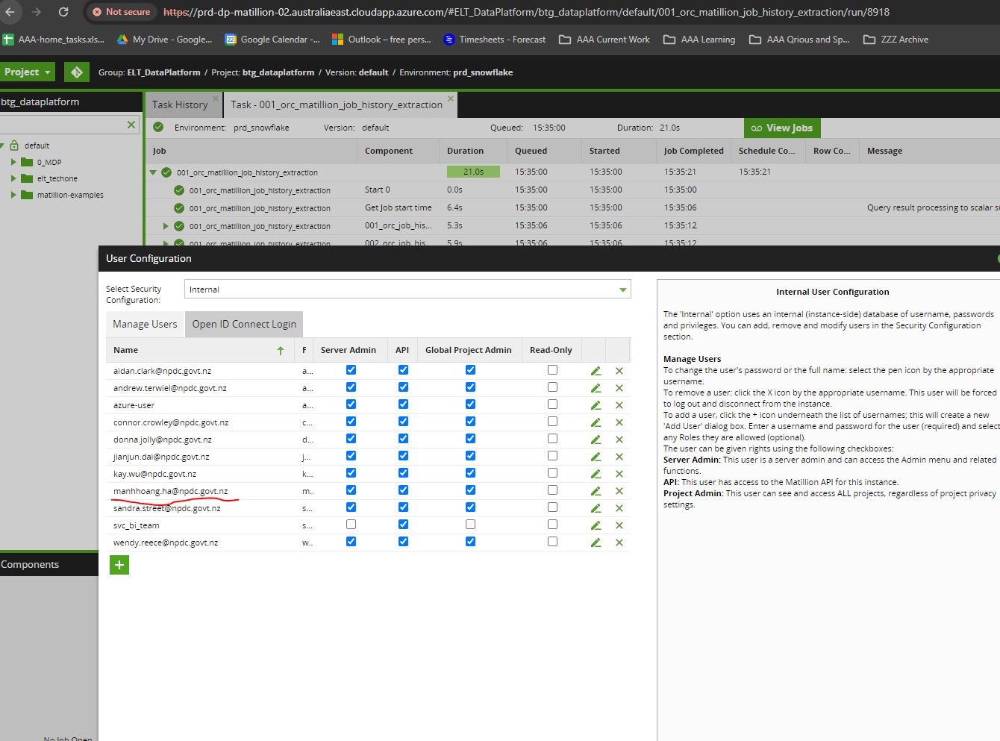 Not secure https://prd-dp-matillion-02.australiaeast.cloudapp.azure.com/#ELT_DataPlatform/btg_dataplatform/default/001_orc_matillion_job_history_extraction/run/8918
AAA-home_tasks.xls... My Drive - Google... 22 Google Calendar -... Outlook – free pers... Timesheets - Forecast AAA Current Work AAA Learning AAA Qrious and Sp... ZZZ Archive
Project Group: ELT_DataPlatform / Project: btg_dataplatform / Version: default / Environment: prd_snowflake
btg_dataplatform
Task History Task - 001_orc_matillion_job_history_extraction
Environment: prd_snowflake Version: default Queued: 15:35:00 Duration: 21.0s View Jobs
default
0_MDP
elt_techone
matillion-examples
Job Component Duration Queued Started Job Completed Schedule Co... Row Co... Message
001_orc_matillion_job_history_extraction 21.0s 15:35:00 15:35:00 15:35:21 15:35:21
001_orc_matillion_job_history_extraction Start 0 0.0s 15:35:00 15:35:00 15:35:00
001_orc_matillion_job_history_extraction Get Job start time 6.4s 15:35:00 15:35:00 15:35:06 Query result processing to scalar su
001_orc_matillion_job_history_extraction 001_orc_job_his... 5.3s 15:35:06 15:35:06 15:35:12
001_orc_matillion_job_history_extraction 002_orc_job_his... 5.9s 15:35:06 15:35:06 15:35:12
User Configuration
Select Security
Configuration:
Internal
Manage Users Open ID Connect Login
Name F Server Admin API Global Project Admin Read-Only
aidan.clark@npdc.govt.nz a...
andrew.terwiel@npdc.govt.nz a...
azure-user a...
connor.crowley@npdc.govt.nz c...
donna.jolly@npdc.govt.nz d...
jianjun.dai@npdc.govt.nz j...
kay.wu@npdc.govt.nz k...
manhhoang.ha@npdc.govt.nz m..
sandra.street@npdc.govt.nz s...
svc_bi_team s...
wendy.reece@npdc.govt.nz w..
Internal User Configuration
The 'Internal' option uses an internal (instance-side) database of username, passwords
and privileges. You can add, remove and modify users in the Security Configuration
section.
Manage Users
To change the user's password or the full name: select the pen icon by the appropriate
username.
To remove a user: click the X icon by the appropriate username. This user will be forced
to log out and disconnect from the instance.
To add a user, click the + icon underneath the list of usernames; this will create a new
'Add User' dialog box. Enter a username and password for the user (required) and select
any Roles they are allowed (optional).
The user can be given rights using the following checkboxes:
Server Admin: This user is a server admin and can access the Admin menu and related
functions.
API: This user has access to the Matillion API for this instance.
Project Admin: This user can see and access ALL projects, regardless of project privacy
settings.
Components
No Job Open